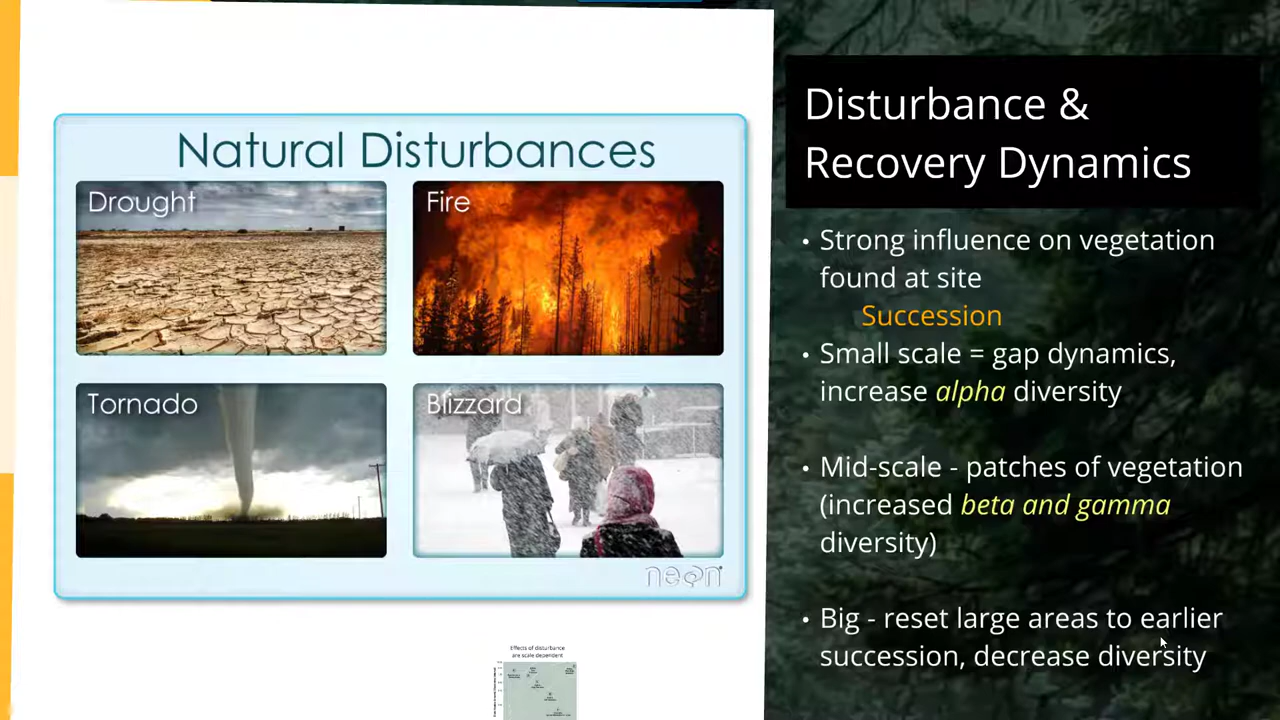 Natural Disturbances
Drought
Fire
Tornado
Blizzard
neon
Effects of disturbance
are scale dependent
Disturbance &
Recovery Dynamics
• Strong influence on vegetation
found at site
Succession
• Small scale = gap dynamics,
increase alpha diversity
• Mid-scale - patches of vegetation
(increased beta and gamma
diversity)
• Big - reset large areas to earlier
succession, decrease diversity